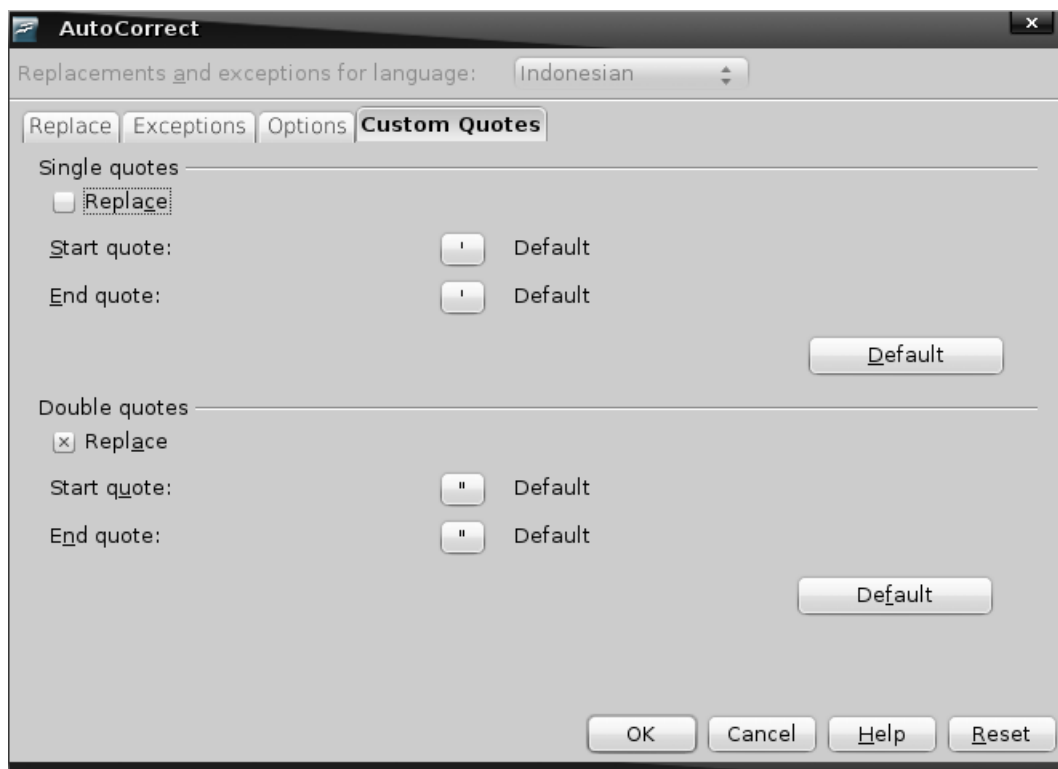 AutoCorrect x
Replacements and exceptions for language: Indonesian
Replace Exceptions Options Custom Quotes
Single quotes
Replace
Start quote: ' Default
End quote: ' Default
Default
Double quotes
Replace
Start quote: " Default
End quote: " Default
Default
OK Cancel Help Reset